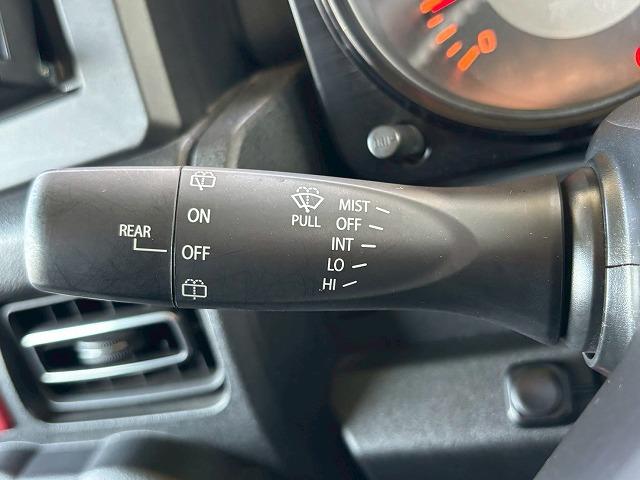 REAR
ON
OFF
PULL
MIST
OFF
INT
LO
HI